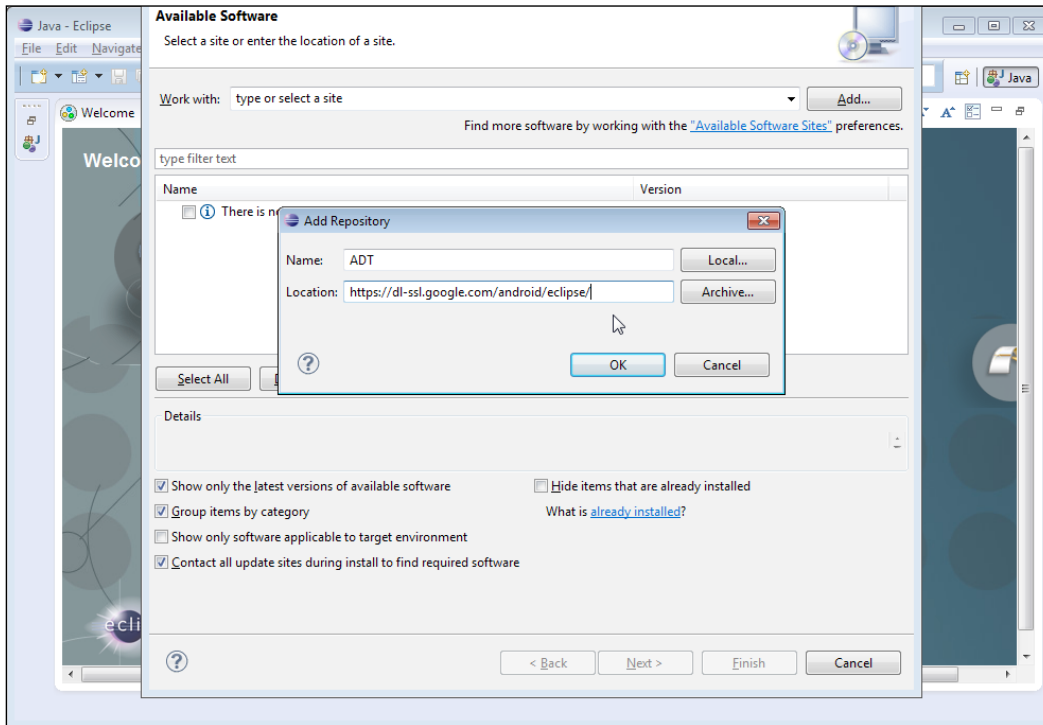 Java - Eclipse
Available Software
Select a site or enter the location of a site.
File Edit Navigate
Java
Work with: type or select a site Add...
Welcome
Find more software by working with the "Available Software Sites" preferences.
Welco
type filter text
Name Version
There is
Add Repository
Name: ADT Local...
Location: https://dl-ssl.google.com/android/eclipse/ Archive...
OK Cancel
Select All
Details
Show only the latest versions of available software
Hide items that are already installed
Group items by category
What is already installed?
Show only software applicable to target environment
Contact all update sites during install to find required software
ecli
< Back Next > Finish Cancel